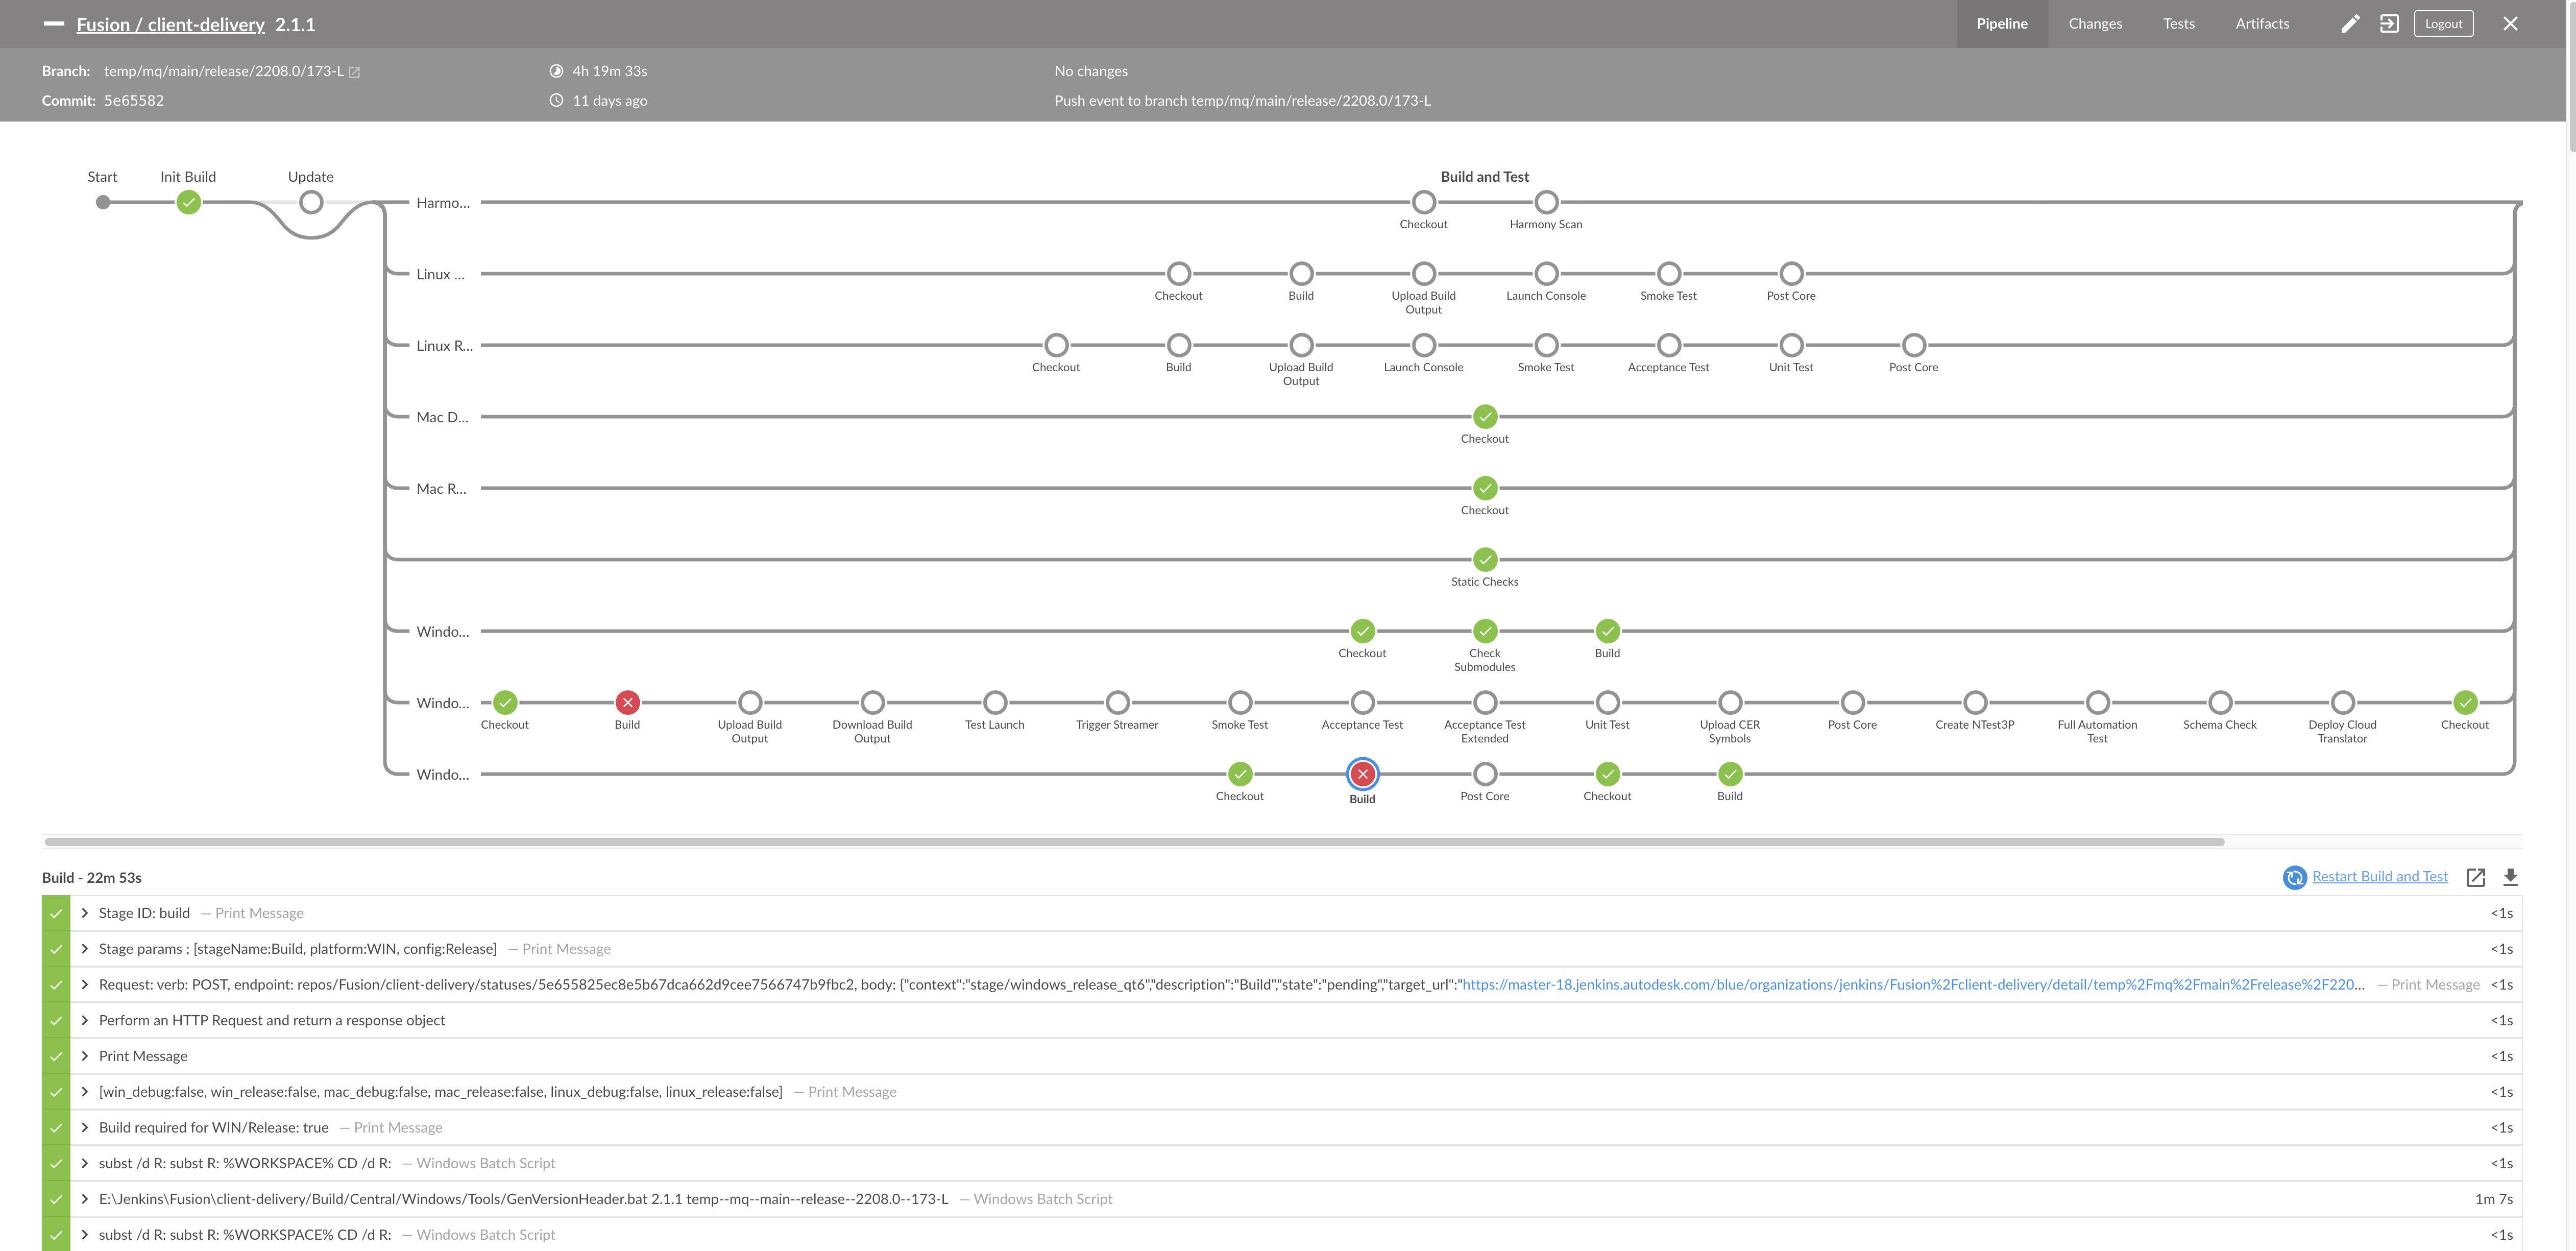 Fusion / client-delivery 2.1.1
Pipeline Changes Tests Artifacts Logout
Branch: temp/mq/main/release/2208.0/173-L 4h 19m 33s No changes
Commit: 5e65582 11 days ago Push event to branch temp/mq/main/release/2208.0/173-L
Start Init Build Update Build and Test
Harmo...
Checkout Harmony Scan
Linux ...
Checkout Build Upload Build Launch Console Smoke Test Post Core
Output
Linux R...
Checkout Build Upload Build Launch Console Smoke Test Acceptance Test Unit Test Post Core
Output
Mac D...
Checkout
Mac R...
Checkout
Static Checks
Windo...
Checkout Check Build
Submodules
Windo...
Checkout Build Upload Build Download Build Test Launch Trigger Streamer Smoke Test Acceptance Test Acceptance Test Unit Test Upload CER Post Core Create NTest3P Full Automation Schema Check Deploy Cloud Checkout
Output Output Extended Symbols Test Translator
Windo...
Checkout Build Post Core Checkout Build
Build - 22m 53s Restart Build and Test
Stage ID: build — Print Message <1s
Stage params : [stageName:Build, platform:WIN, config:Release] — Print Message <1s
Request: verb: POST, endpoint: repos/Fusion/client-delivery/statuses/5e655825ec8e5b67dca662d9cee7566747b9fbc2, body: {"context":"stage/windows_release_qt6","description":"Build","state":"pending","target_url":"https://master-18.jenkins.autodesk.com/blue/organizations/jenkins/Fusion%2Fclient-delivery/detail/temp%2Fmq%2Fmain%2Frelease%2F220... — Print Message <1s
Perform an HTTP Request and return a response object <1s
Print Message <1s
[win_debug:false, win_release:false, mac_debug:false, mac_release:false, linux_debug:false, linux_release:false] — Print Message <1s
Build required for WIN/Release: true — Print Message <1s
subst /d R: subst R: %WORKSPACE% CD /d R: — Windows Batch Script <1s
E:\Jenkins\Fusion\client-delivery/Build/Central/Windows/Tools/GenVersionHeader.bat 2.1.1 temp--mq--main--release--2208.0--173-L — Windows Batch Script 1m 7s
subst /d R: subst R: %WORKSPACE% CD /d R: — Windows Batch Script <1s